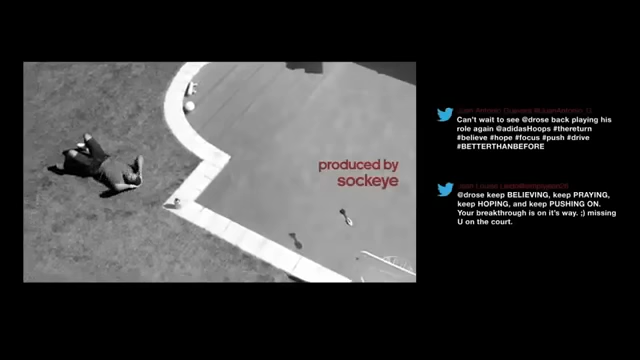 produced by
sockeye
Can't wait to see @drose back playing his
role again @adidasHoops #thereturn
#believe #hope #focus #push #drive
#BETTERTHANBEFORE
@drose keep BELIEVING, keep PRAYING,
keep HOPING, and keep PUSHING ON.
Your breakthrough is on it's way. ;) missing
U on the court.